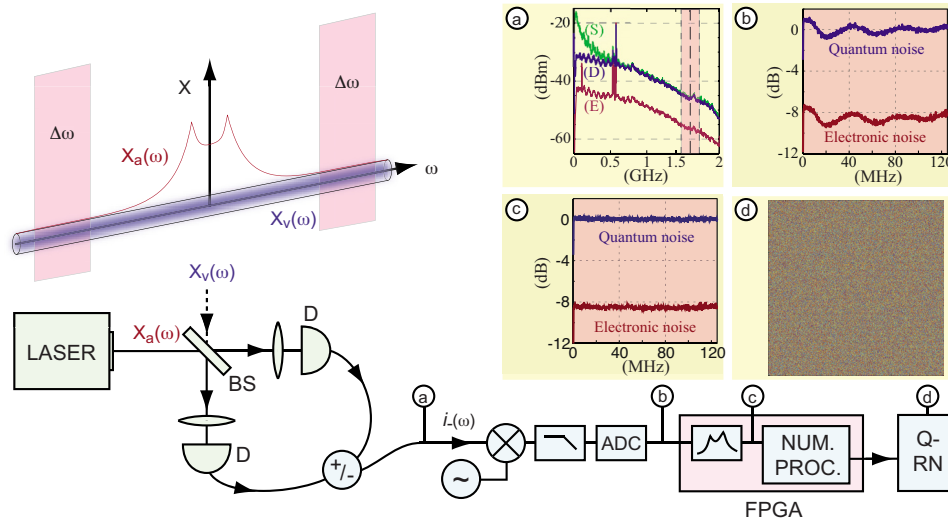 X
Δω
Δω
Xa(ω)
ω
Xv(ω)
a
-20
-40
-60
(dBm)
(S)
(D)
(E)
0
0.5
1
1.5
2
(GHz)
b
0
-4
-8
-12
(dB)
Quantum noise
Electronic noise
0
40
80
120
(MHz)
c
0
-4
-8
-12
(dB)
Quantum noise
Electronic noise
0
40
80
120
(MHz)
d
Xv(ω)
LASER
Xa(ω)
BS
D
D
+/-
a
i-(ω)
~
ADC
b
c
NUM.
PROC.
FPGA
d
Q-
RN